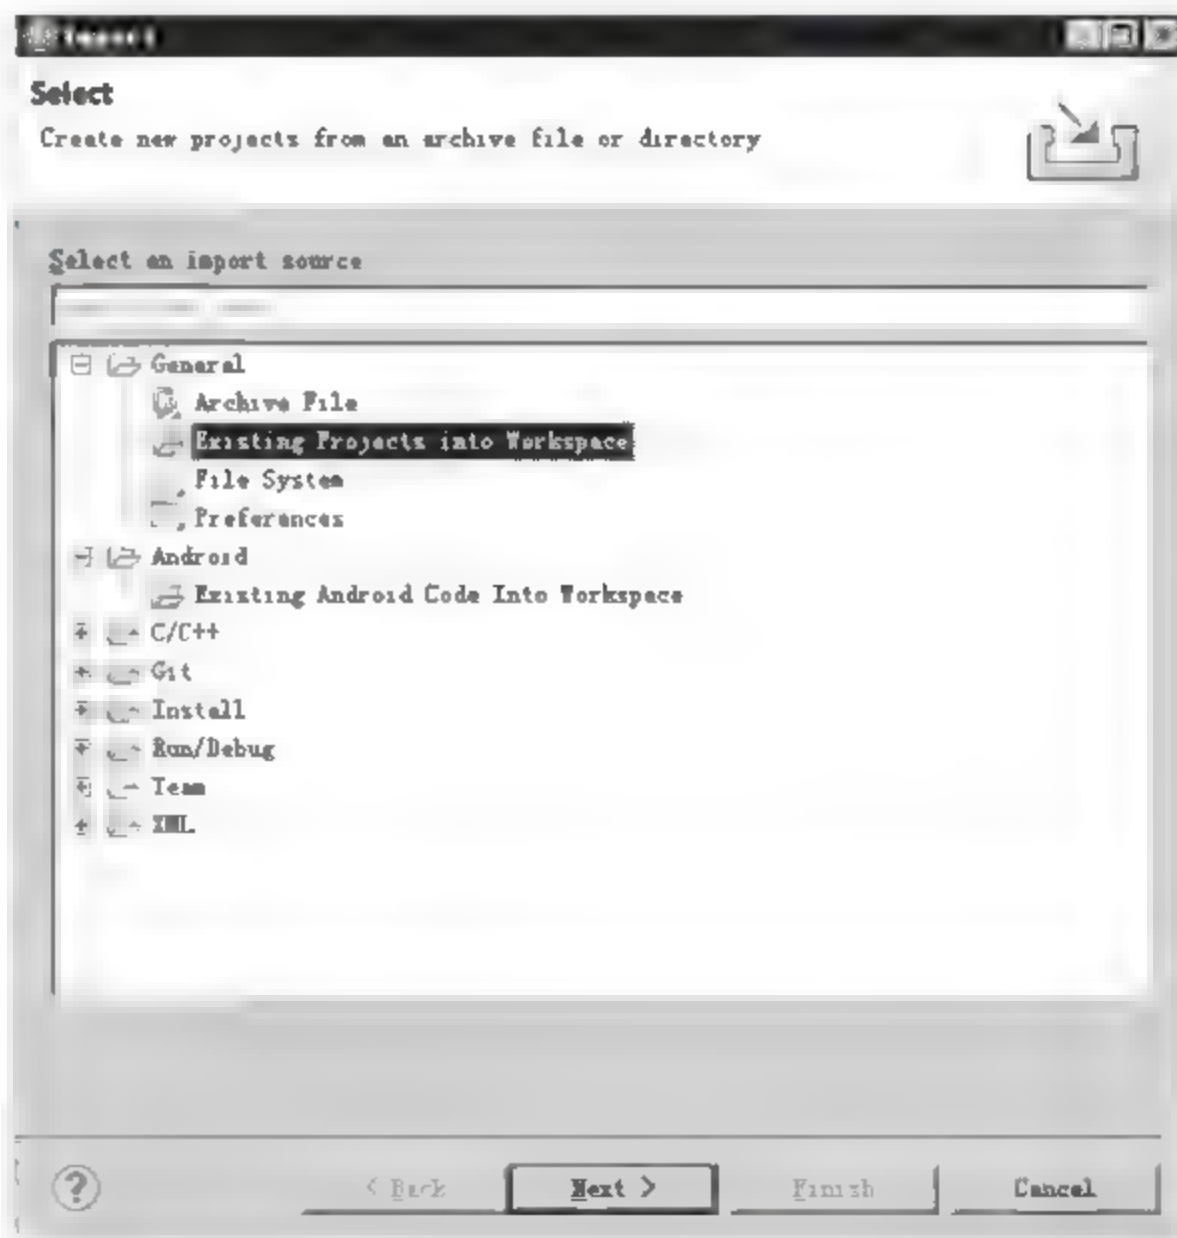 Import
Select
Create new projects from an archive file or directory
Select an import source
General
Archive File
Existing Projects into Workspace
File System
Preferences
Android
Existing Android Code Into Workspace
C/C++
Git
Install
Run/Debug
Team
XML
?
< Back
Next >
Finish
Cancel